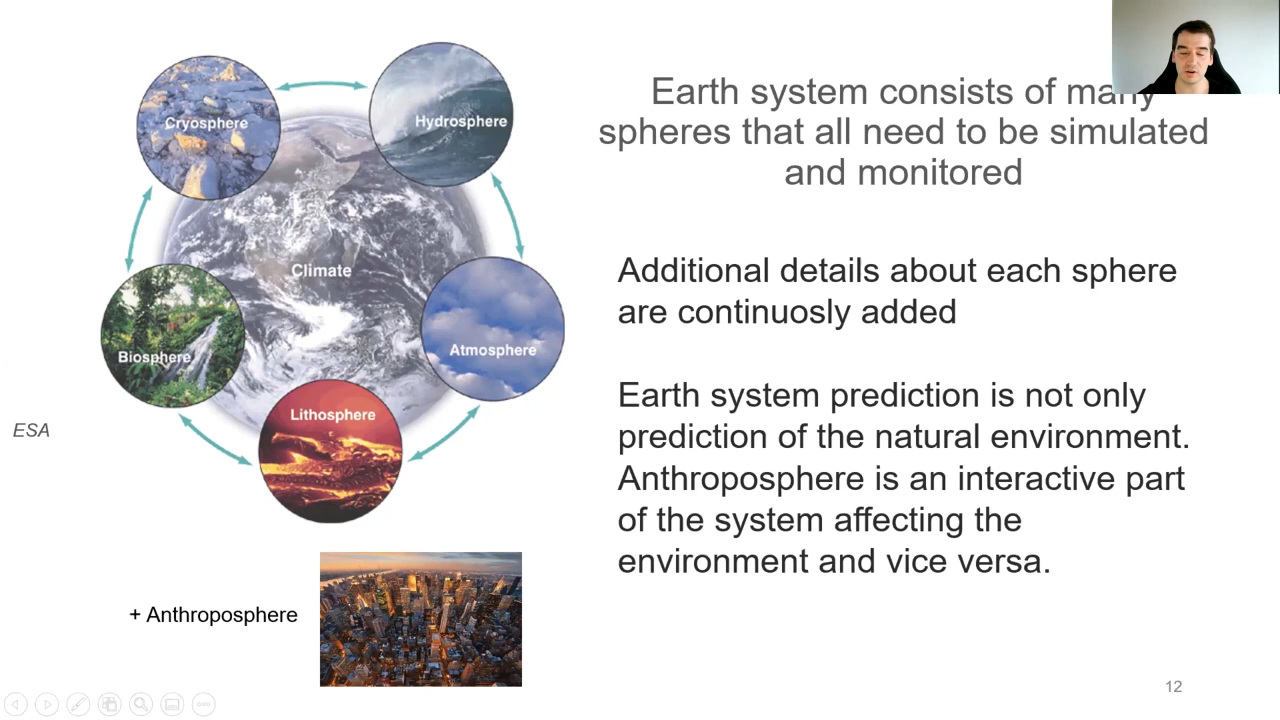 Earth system consists of many
spheres that all need to be simulated
and monitored
Cryosphere
Hydrosphere
Climate
Biosphere
Atmosphere
Lithosphere
ESA
+ Anthroposphere
Additional details about each sphere
are continuosly added
Earth system prediction is not only
prediction of the natural environment.
Anthroposphere is an interactive part
of the system affecting the
environment and vice versa.
12